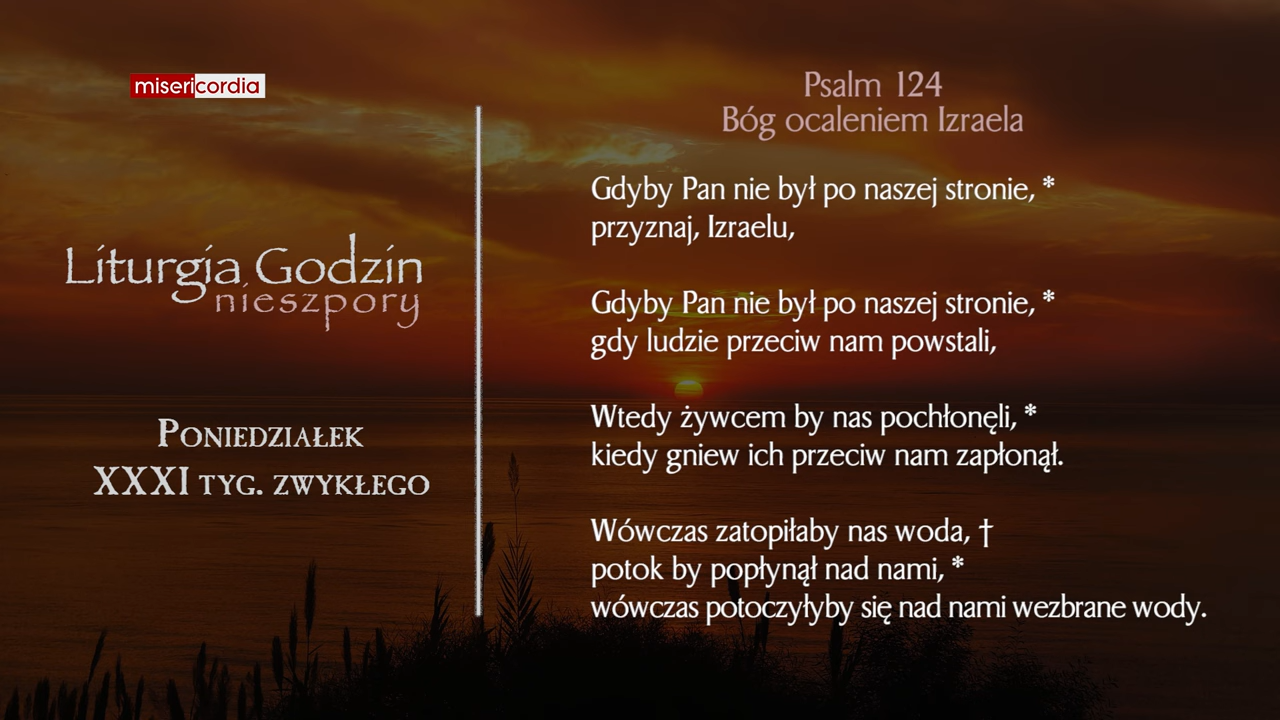 misericordia
Liturgia Godzin
nieszpory
Poniedziałek
XXXI tyg. zwykłego
Psalm 124
Bóg ocaleniem Izraela
Gdyby Pan nie był po naszej stronie, *
przyznaj, Izraelu,
Gdyby Pan nie był po naszej stronie, *
gdy ludzie przeciw nam powstali,
Wtedy żywcem by nas pochłonęli, *
kiedy gniew ich przeciw nam zapłonął.
Wówczas zatopiłaby nas woda, †
potok by popłynął nad nami, *
wówczas potoczyłyby się nad nami wezbrane wody.